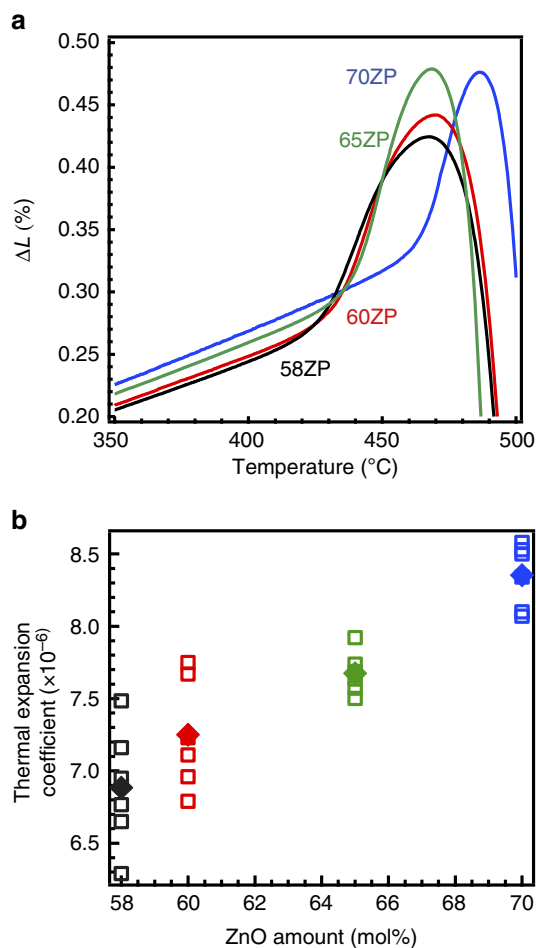 a
0.50
0.45
0.40
0.35
0.30
0.25
0.20
ΔL (%)
70ZP
65ZP
60ZP
58ZP
350
400
450
500
Temperature (°C)
b
8.5
8.0
7.5
7.0
6.5
Thermal expansion
coefficient (×10⁻⁶)
58
60
62
64
66
68
70
ZnO amount (mol%)